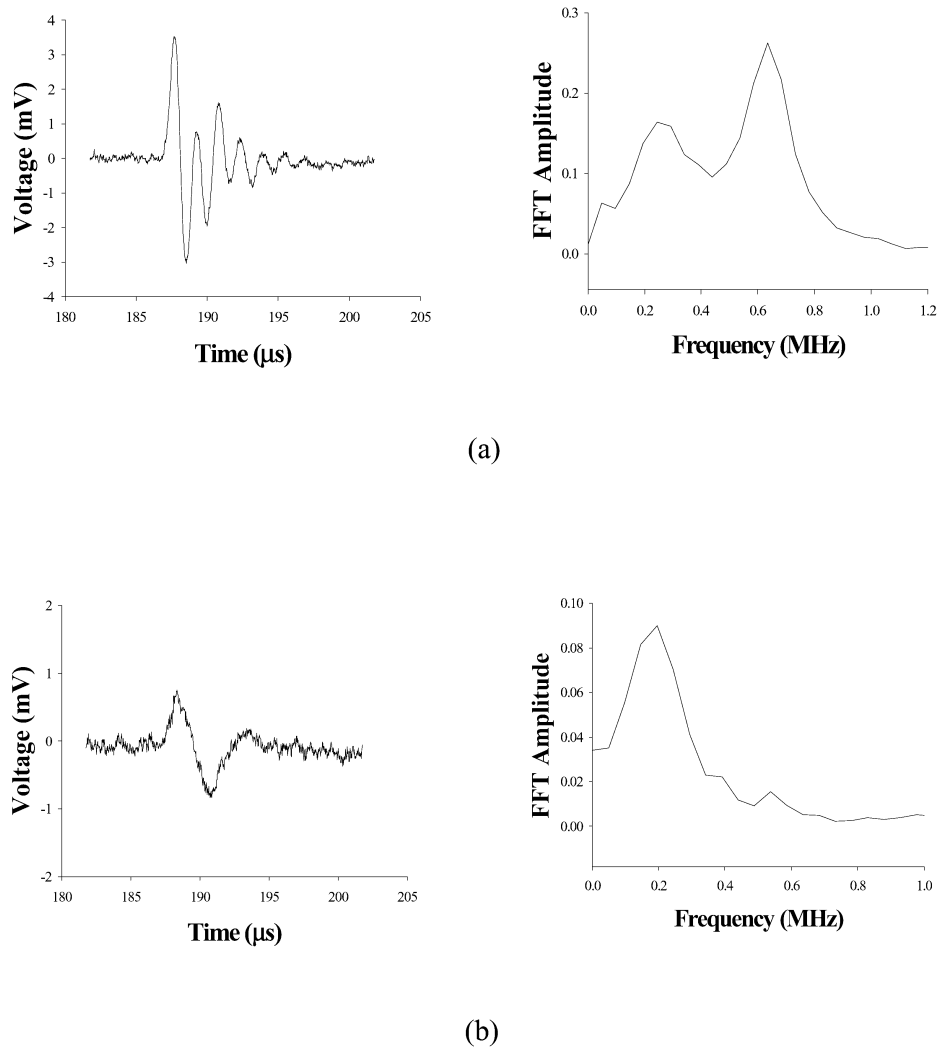 4
3
2
1
0
-1
-2
-3
-4
Voltage (mV)
180 185 190 195 200 205
Time (μs)
0.3
0.2
0.1
0.0
FFT Amplitude
0.0 0.2 0.4 0.6 0.8 1.0 1.2
Frequency (MHz)
(a)
2
1
0
-1
-2
Voltage (mV)
180 185 190 195 200 205
Time (μs)
0.10
0.08
0.06
0.04
0.02
0.00
FFT Amplitude
0.0 0.2 0.4 0.6 0.8 1.0
Frequency (MHz)
(b)